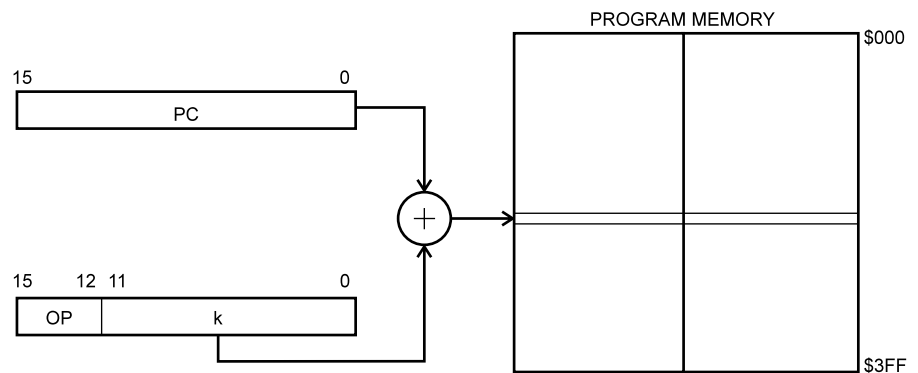 PROGRAM MEMORY
$000
15 0
PC
+
15 12 11 0
OP k
$3FF